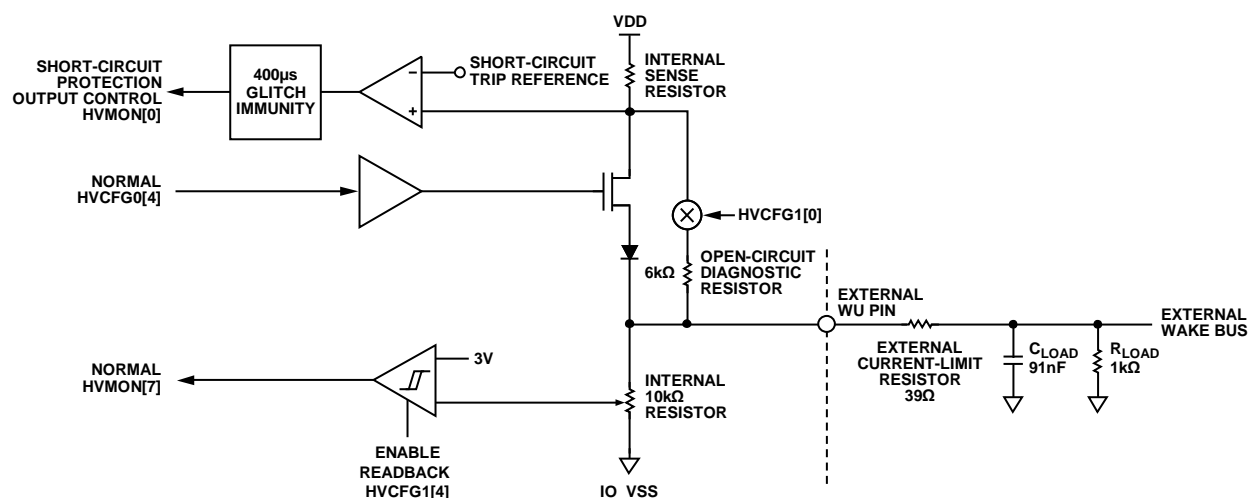 VDD
SHORT-CIRCUIT
PROTECTION
OUTPUT CONTROL
HVMON[0]
400µs
GLITCH
IMMUNITY
–
+
SHORT-CIRCUIT
TRIP REFERENCE
INTERNAL
SENSE
RESISTOR
NORMAL
HVCFG0[4]
HVCFG1[0]
6kΩ
OPEN-CIRCUIT
DIAGNOSTIC
RESISTOR
EXTERNAL
WU PIN
EXTERNAL
CURRENT-LIMIT
RESISTOR
39Ω
CLOAD
91nF
RLOAD
1kΩ
EXTERNAL
WAKE BUS
NORMAL
HVMON[7]
3V
INTERNAL
10kΩ
RESISTOR
ENABLE
READBACK
HVCFG1[4]
IO_VSS